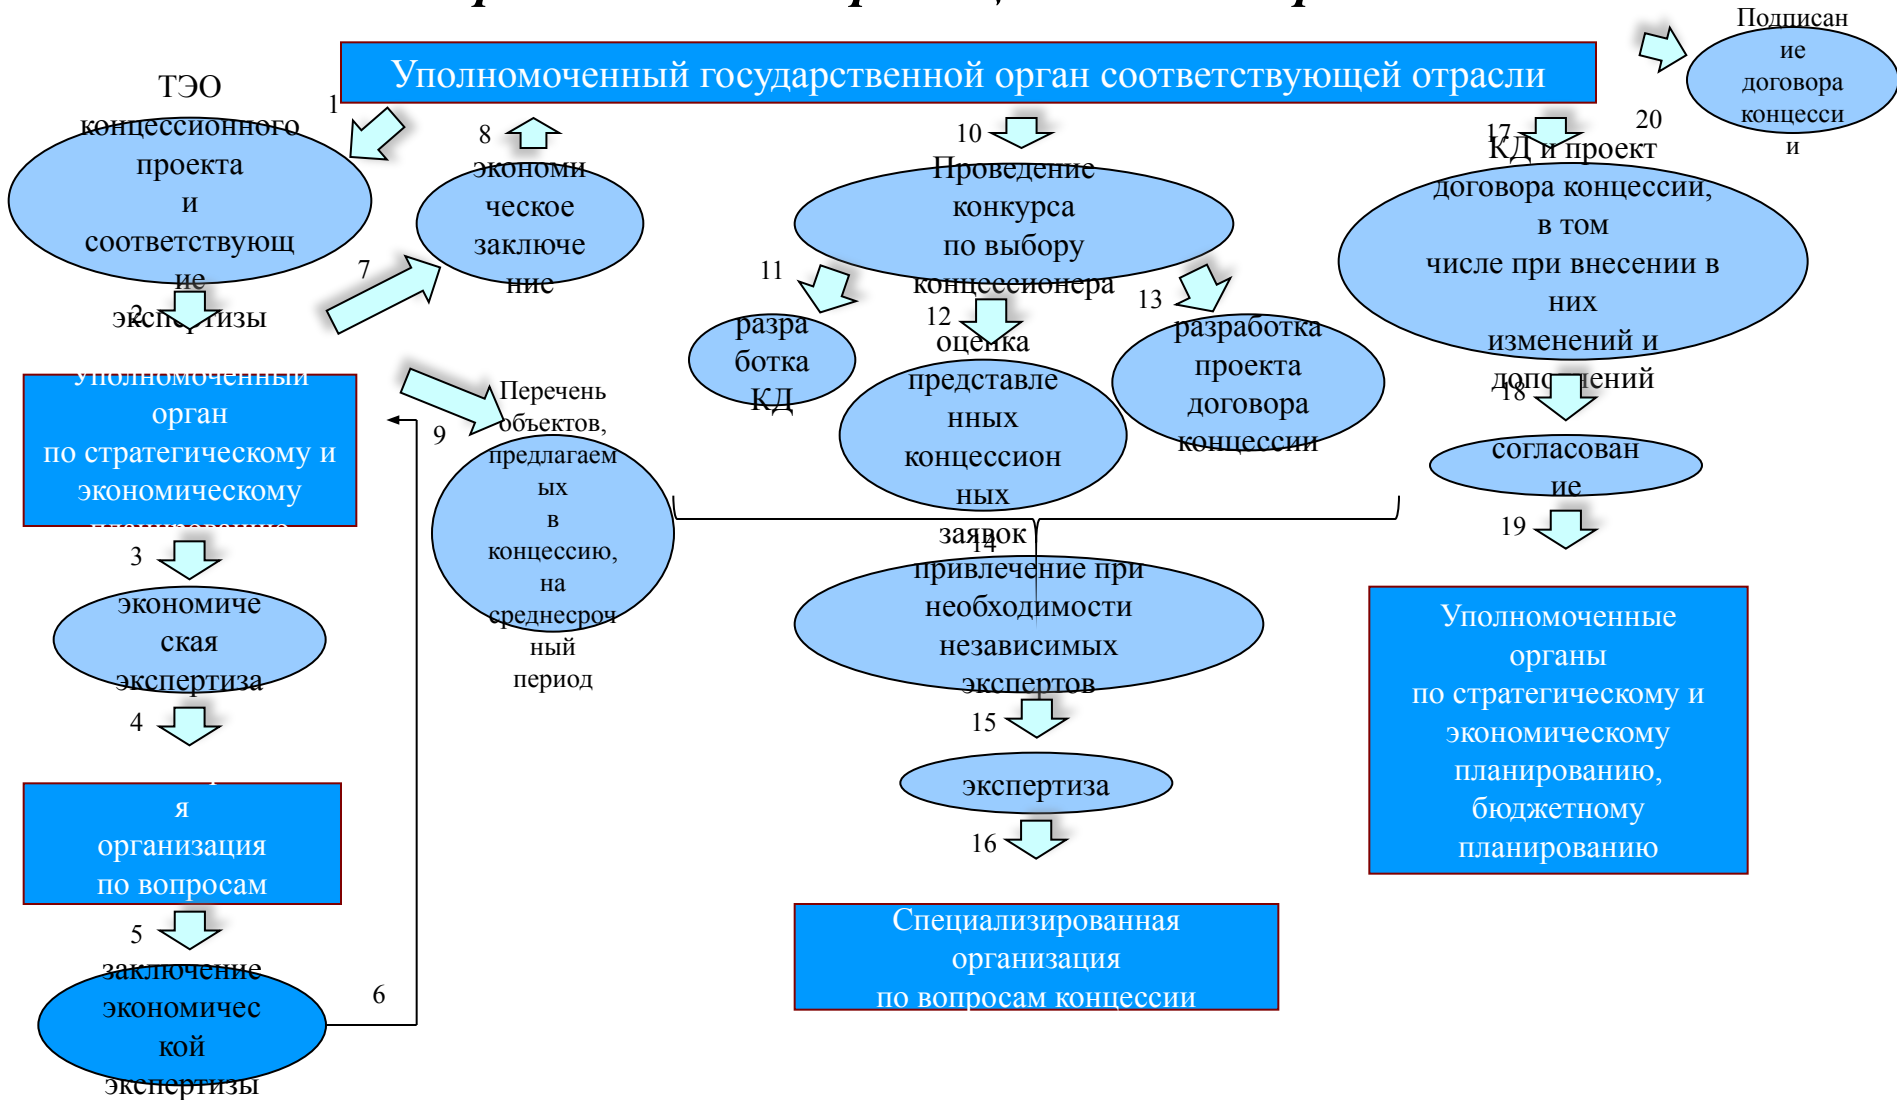 Подписан
ие
договора
концесси
и
Уполномоченный государственной орган соответствующей отрасли
ТЭО
концессионного
проекта
и
соответствующ
ие
экспертизы
1
2
7
8
экономи
ческое
заключе
ние
10
Проведение
конкурса
по выбору
концессионера
17
20
КД и проект
договора концессии,
в том
числе при внесении в
них
изменений и
дополнений
11
разра
ботка
КД
12
оценка
представле
нных
концессион
ных
заявок
13
разработка
проекта
договора
концессии
Уполномоченный
орган
по стратегическому и
экономическому
планированию
9
Перечень
объектов,
предлагаем
ых
в
концессию,
на
среднесроч
ный
период
18
согласован
ие
19
3
экономиче
ская
экспертиза
4
14
привлечение при
необходимости
независимых
экспертов
15
экспертиза
16
Уполномоченные
органы
по стратегическому и
экономическому
планированию,
бюджетному
планированию
я
организация
по вопросам
5
заключение
экономичес
кой
экспертизы
6
Специализированная
организация
по вопросам концессии